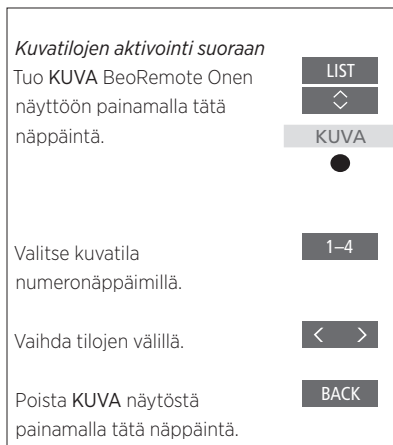 Kuvatilojen aktivointi suoraan
Tuo KUVA BeoRemote Onen
näyttöön painamalla tätä
näppäintä.
LIST
KUVA
Valitse kuvatila
numeronäppäimillä.
1–4
Vaihda tilojen välillä.
< >
Poista KUVA näytöstä
painamalla tätä näppäintä.
BACK